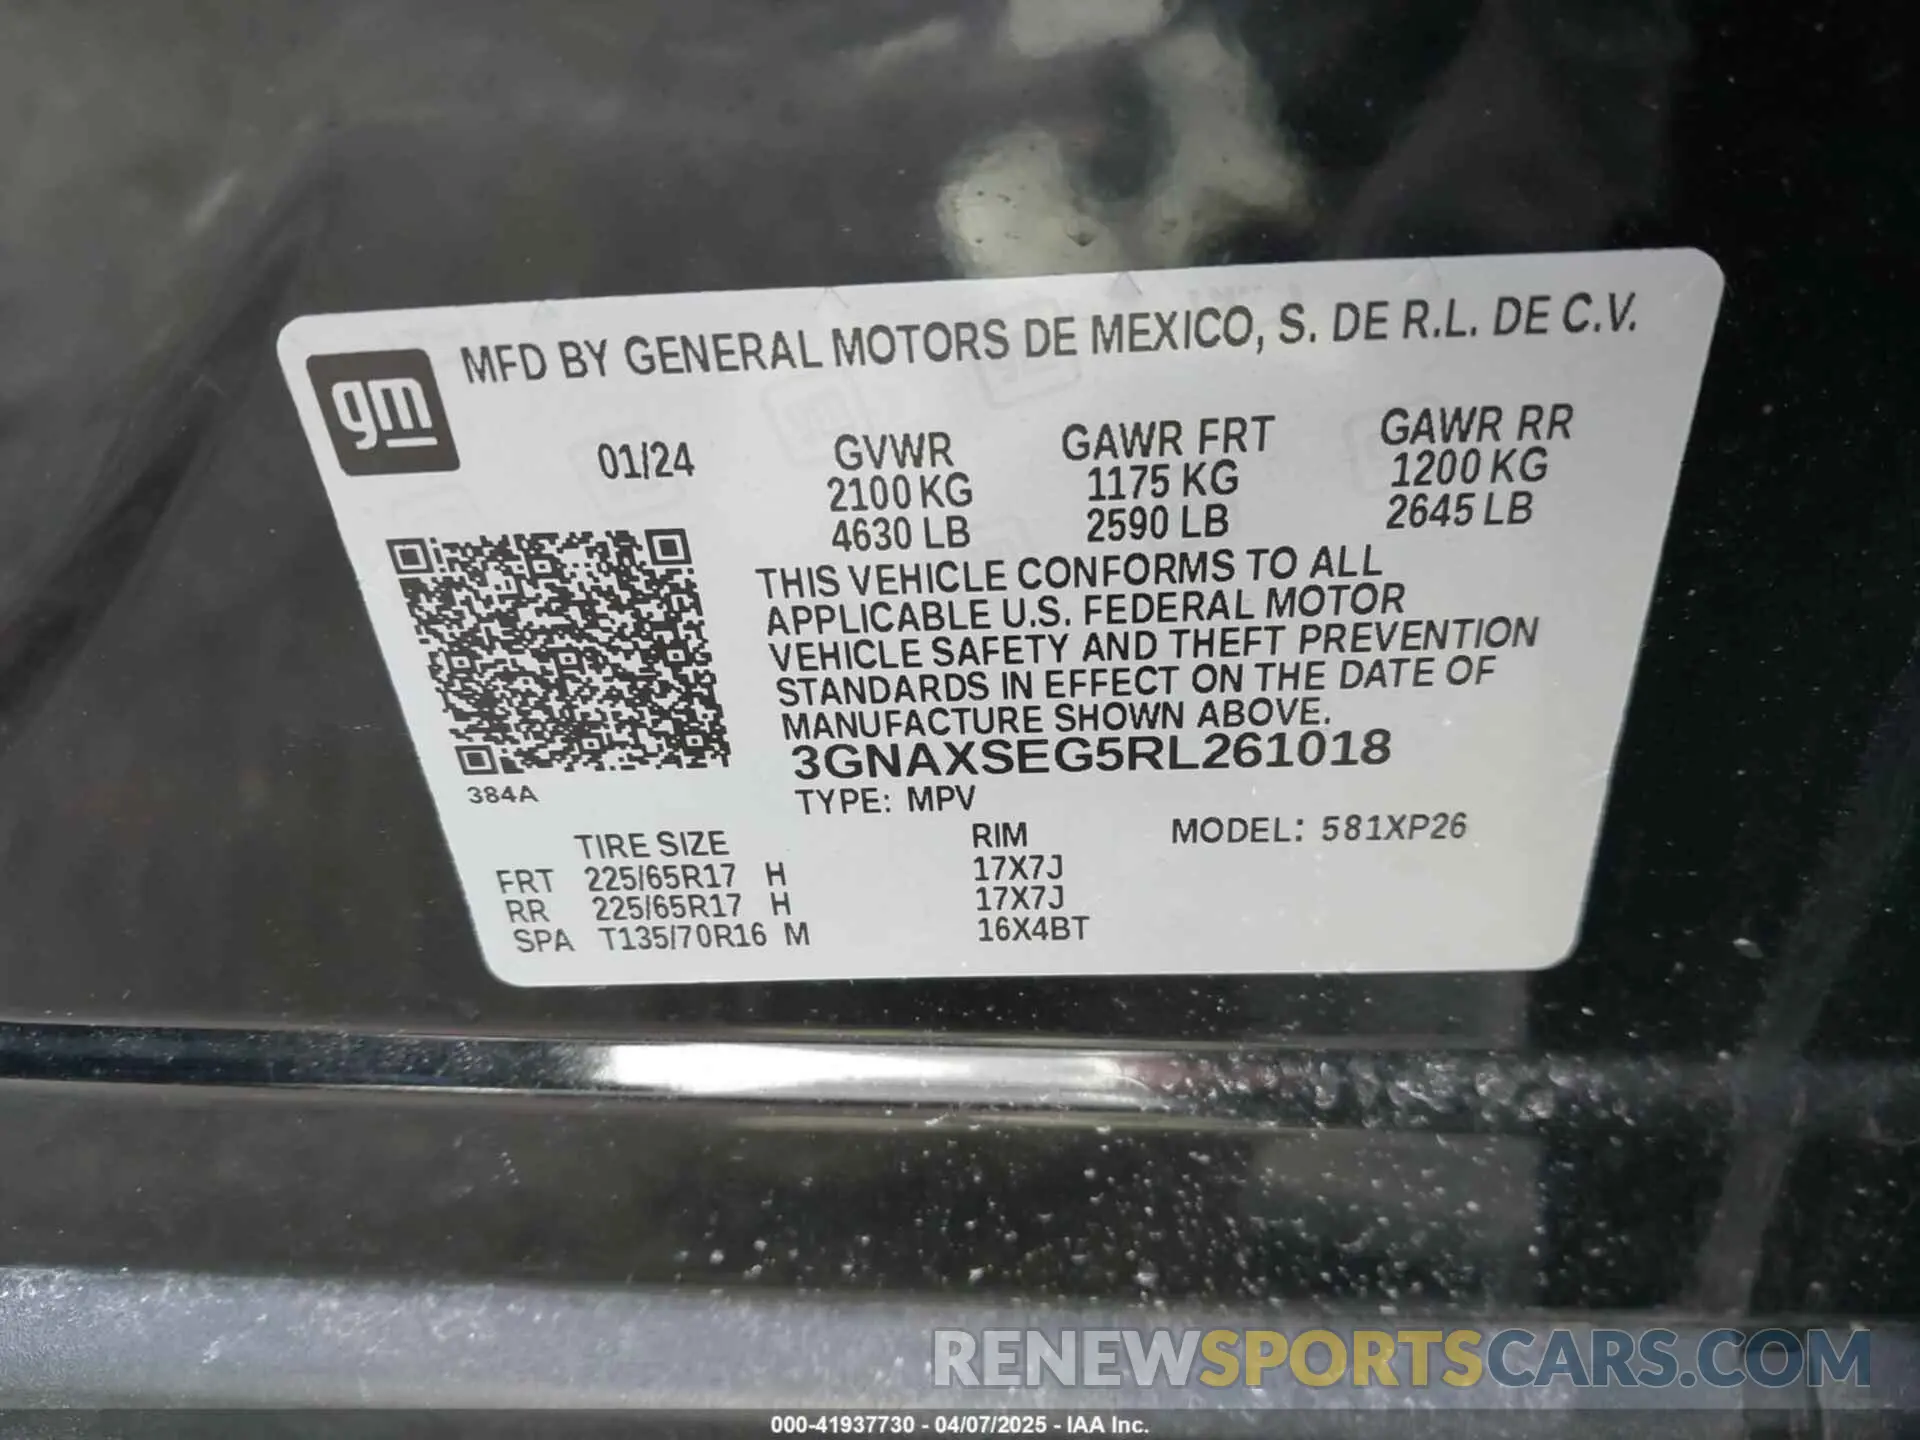 gm
MFD BY GENERAL MOTORS DE MEXICO, S. DE R.L. DE C.V.
01/24 GVWR GAWR FRT GAWR RR
2100 KG 1175 KG 1200 KG
4630 LB 2590 LB 2645 LB
THIS VEHICLE CONFORMS TO ALL
APPLICABLE U.S. FEDERAL MOTOR
VEHICLE SAFETY AND THEFT PREVENTION
STANDARDS IN EFFECT ON THE DATE OF
MANUFACTURE SHOWN ABOVE.
3GNAXSEG5RL261018
384A
TYPE: MPV
TIRE SIZE RIM MODEL: 581XP26
FRT 225/65R17 H 17X7J
RR 225/65R17 H 17X7J
SPA T135/70R16 M 16X4BT
RENEWSPORTSCARS.COM
000-41937730 - 04/07/2025 - IAA Inc.